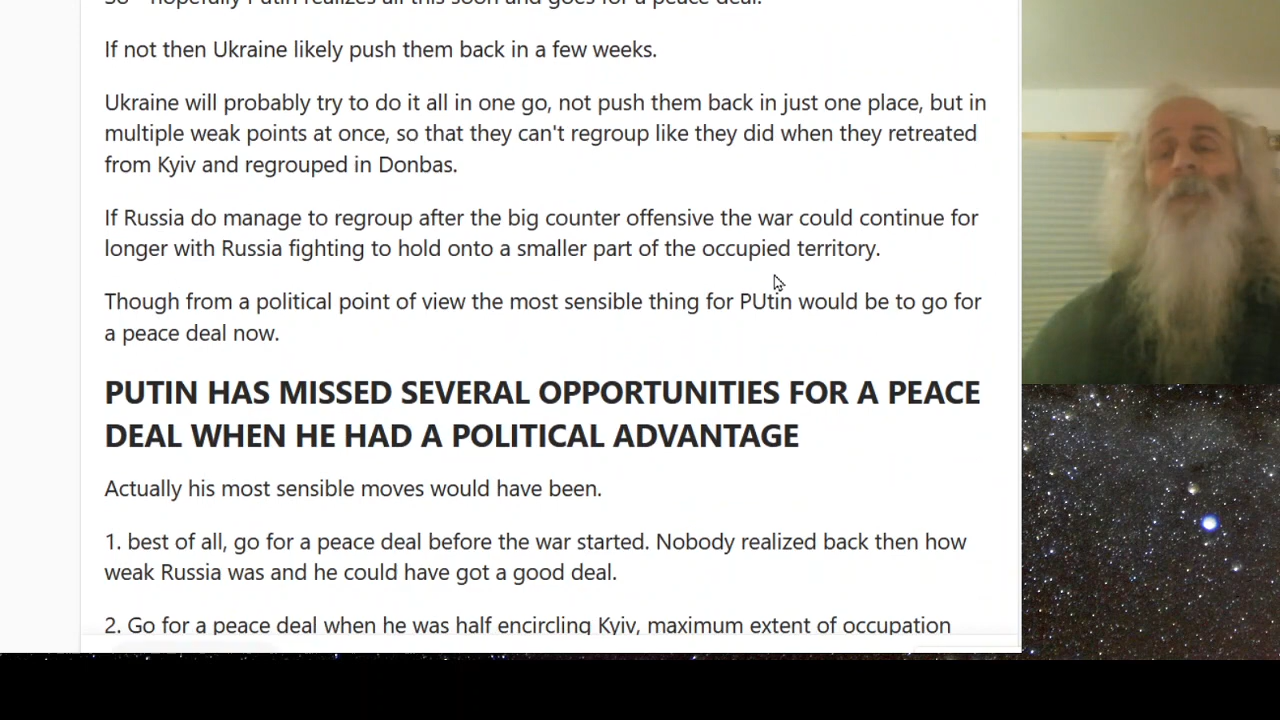 If not then Ukraine likely push them back in a few weeks.
Ukraine will probably try to do it all in one go, not push them back in just one place, but in
multiple weak points at once, so that they can't regroup like they did when they retreated
from Kyiv and regrouped in Donbas.
If Russia do manage to regroup after the big counter offensive the war could continue for
longer with Russia fighting to hold onto a smaller part of the occupied territory.
Though from a political point of view the most sensible thing for PUtin would be to go for
a peace deal now.
PUTIN HAS MISSED SEVERAL OPPORTUNITIES FOR A PEACE
DEAL WHEN HE HAD A POLITICAL ADVANTAGE
Actually his most sensible moves would have been.
1. best of all, go for a peace deal before the war started. Nobody realized back then how
weak Russia was and he could have got a good deal.
2. Go for a peace deal when he was half encircling Kyiv, maximum extent of occupation